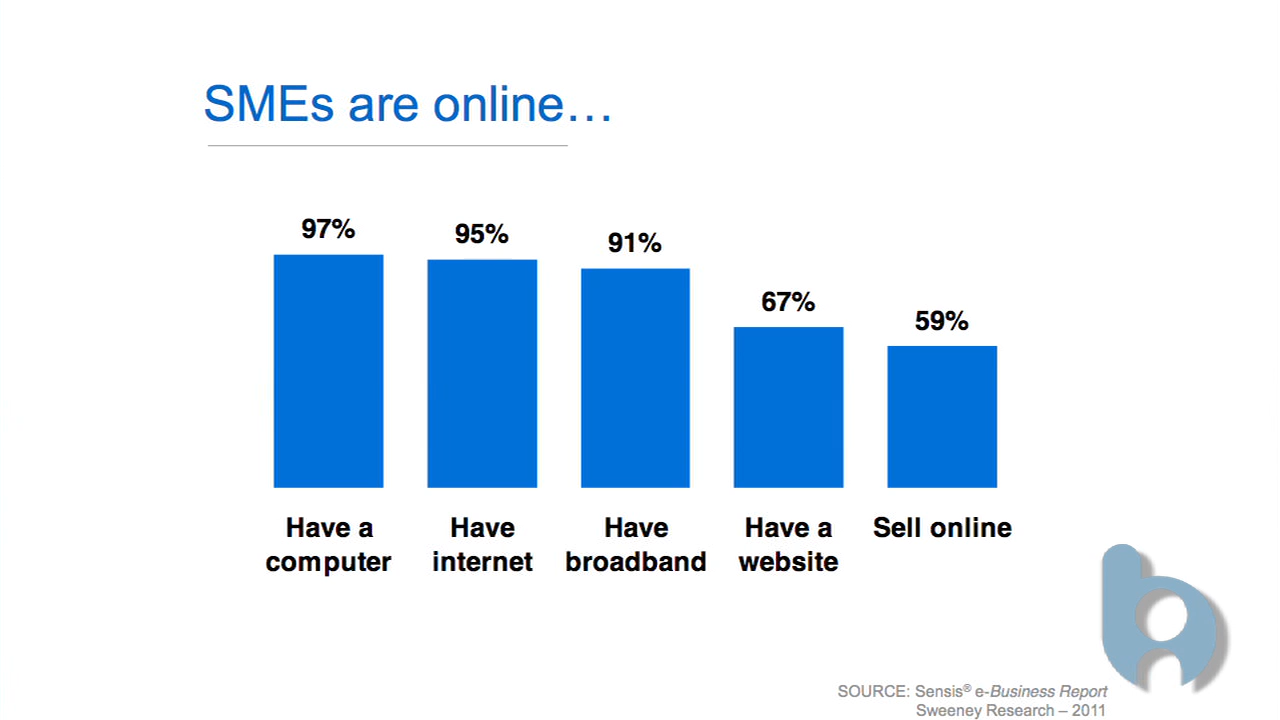 SMEs are online…
97%
95%
91%
67%
59%
Have a
computer
Have
internet
Have
broadband
Have a
website
Sell online
SOURCE: Sensis® e-Business Report
Sweeney Research – 2011